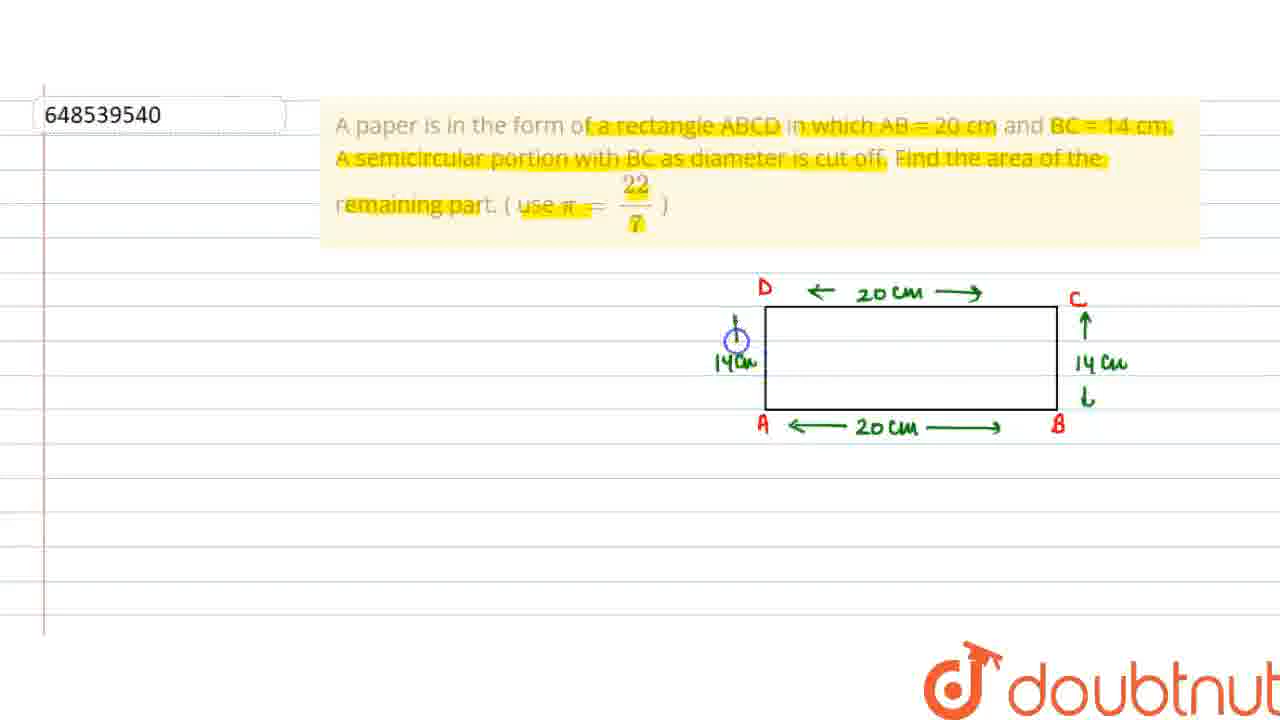 648539540
A paper is in the form of a rectangle ABCD in which AB = 20 cm and BC = 14 cm.
A semicircular portion with BC as diameter is cut off. Find the area of the
remaining part. ( use π = 22/7 )
D ← 20 cm → C
14 cm
14 cm
A ← 20 cm → B
doubtnut